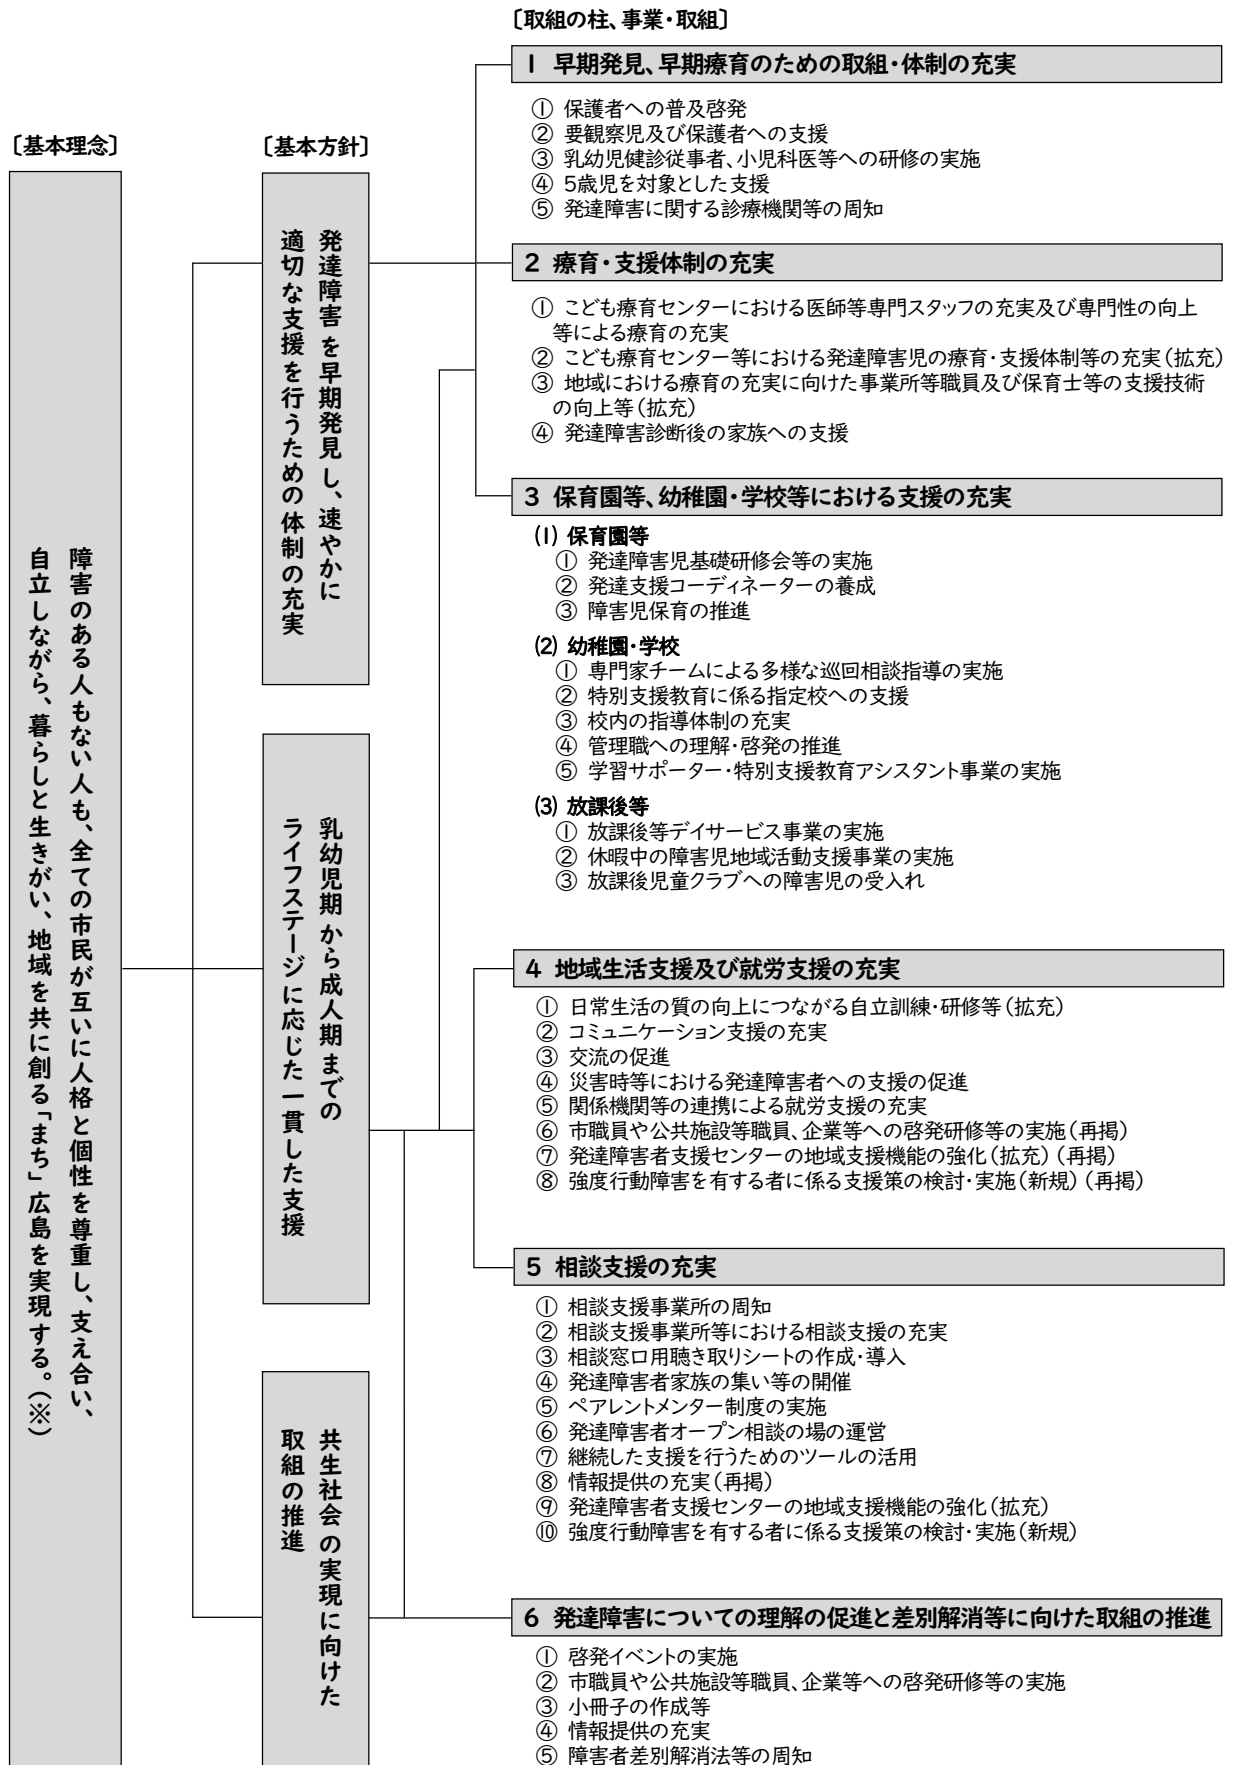 〔取組の柱、事業・取組〕
〔基本理念〕
障害のある人もない人も、全ての市民が互いに人格と個性を尊重し、支え合い、
自立しながら、暮らしと生きがい、地域を共に創る「まち」広島を実現する。（※）
〔基本方針〕
発達障害を早期発見し、速やかに
適切な支援を行うための体制の充実
乳幼児期から成人期までの
ライフステージに応じた一貫した支援
共生社会の実現に向けた
取組の推進
1 早期発見、早期療育のための取組・体制の充実
① 保護者への普及啓発
② 要観察児及び保護者への支援
③ 乳幼児健診従事者、小児科医等への研修の実施
④ 5歳児を対象とした支援
⑤ 発達障害に関する診療機関等の周知
2 療育・支援体制の充実
① こども療育センターにおける医師等専門スタッフの充実及び専門性の向上
等による療育の充実
② こども療育センター等における発達障害児の療育・支援体制等の充実（拡充）
③ 地域における療育の充実に向けた事業所等職員及び保育士等の支援技術
の向上等（拡充）
④ 発達障害診断後の家族への支援
3 保育園等、幼稚園・学校等における支援の充実
(1) 保育園等
① 発達障害児基礎研修会等の実施
② 発達支援コーディネーターの養成
③ 障害児保育の推進
(2) 幼稚園・学校
① 専門家チームによる多様な巡回相談指導の実施
② 特別支援教育に係る指定校への支援
③ 校内の指導体制の充実
④ 管理職への理解・啓発の推進
⑤ 学習サポーター・特別支援教育アシスタント事業の実施
(3) 放課後等
① 放課後等デイサービス事業の実施
② 休暇中の障害児地域活動支援事業の実施
③ 放課後児童クラブへの障害児の受入れ
4 地域生活支援及び就労支援の充実
① 日常生活の質の向上につながる自立訓練・研修等（拡充）
② コミュニケーション支援の充実
③ 交流の促進
④ 災害時等における発達障害者への支援の促進
⑤ 関係機関等の連携による就労支援の充実
⑥ 市職員や公共施設等職員、企業等への啓発研修等の実施（再掲）
⑦ 発達障害者支援センターの地域支援機能の強化（拡充）（再掲）
⑧ 強度行動障害を有する者に係る支援策の検討・実施（新規）（再掲）
5 相談支援の充実
① 相談支援事業所の周知
② 相談支援事業所等における相談支援の充実
③ 相談窓口用聴き取りシートの作成・導入
④ 発達障害者家族の集い等の開催
⑤ ペアレントメンター制度の実施
⑥ 発達障害者オープン相談の場の運営
⑦ 継続した支援を行うためのツールの活用
⑧ 情報提供の充実（再掲）
⑨ 発達障害者支援センターの地域支援機能の強化（拡充）
⑩ 強度行動障害を有する者に係る支援策の検討・実施（新規）
6 発達障害についての理解の促進と差別解消等に向けた取組の推進
① 啓発イベントの実施
② 市職員や公共施設等職員、企業等への啓発研修等の実施
③ 小冊子の作成等
④ 情報提供の充実
⑤ 障害者差別解消法等の周知